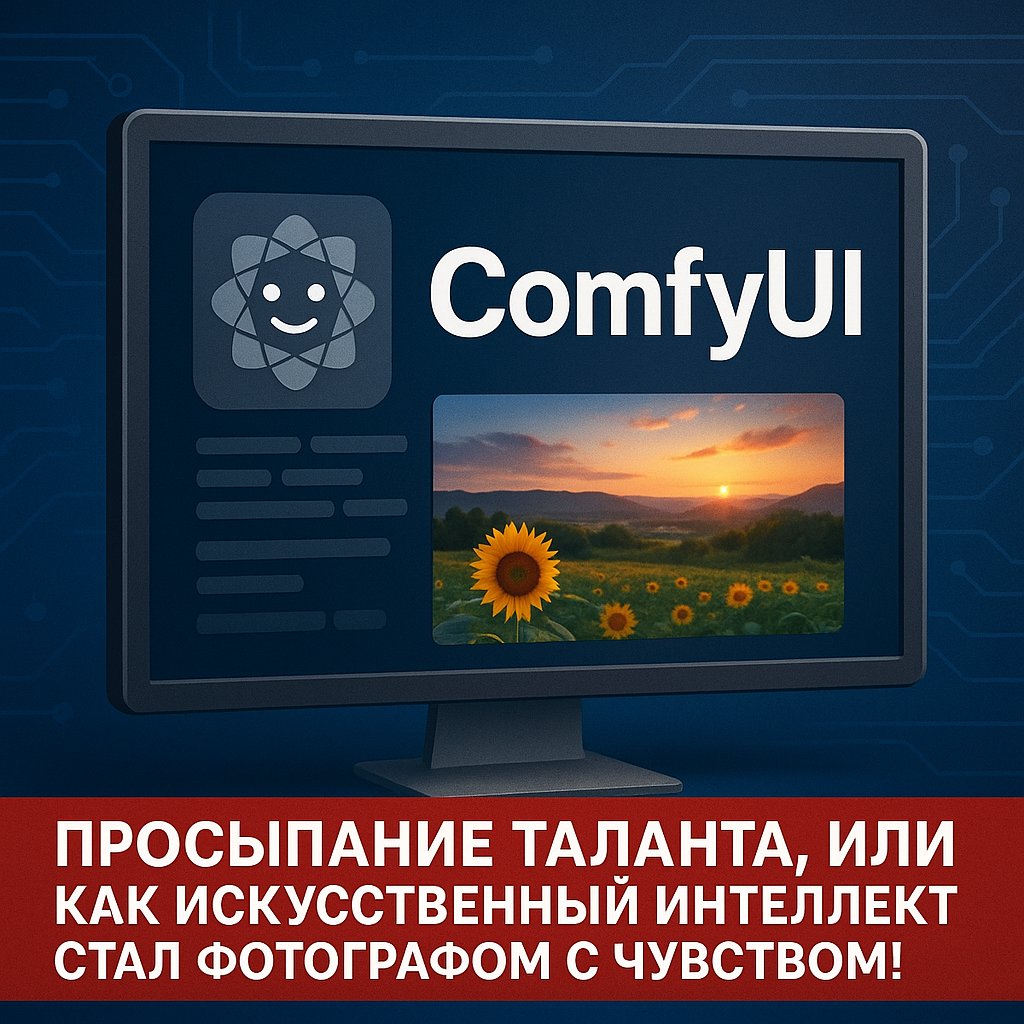 ComfyUI
ПРОСЫПАНИЕ ТАЛАНТА, ИЛИ
КАК ИСКУССТВЕННЫЙ ИНТЕЛЛЕКТ
СТАЛ ФОТОГРАФОМ С ЧУВСТВОМ!